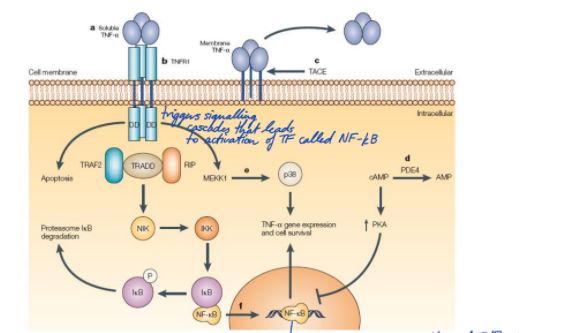 a Soluble
TNF-α
b TNFR1
Membrane
TNF-α
c
TACE
Cell membrane
Extracellular
Intracellular
DD DD
triggers signalling
cascades that leads
to activation of TF called NF-kB
TRAF2
TRADD
RIP
Apoptosis
MEKK1
e
p38
cAMP
d
PDE4
AMP
NIK
IKK
Proteasome IκB
degradation
TNF-α gene expression
and cell survival
↑ PKA
P
IκB
IκB
NF-κB
f
NF-κB